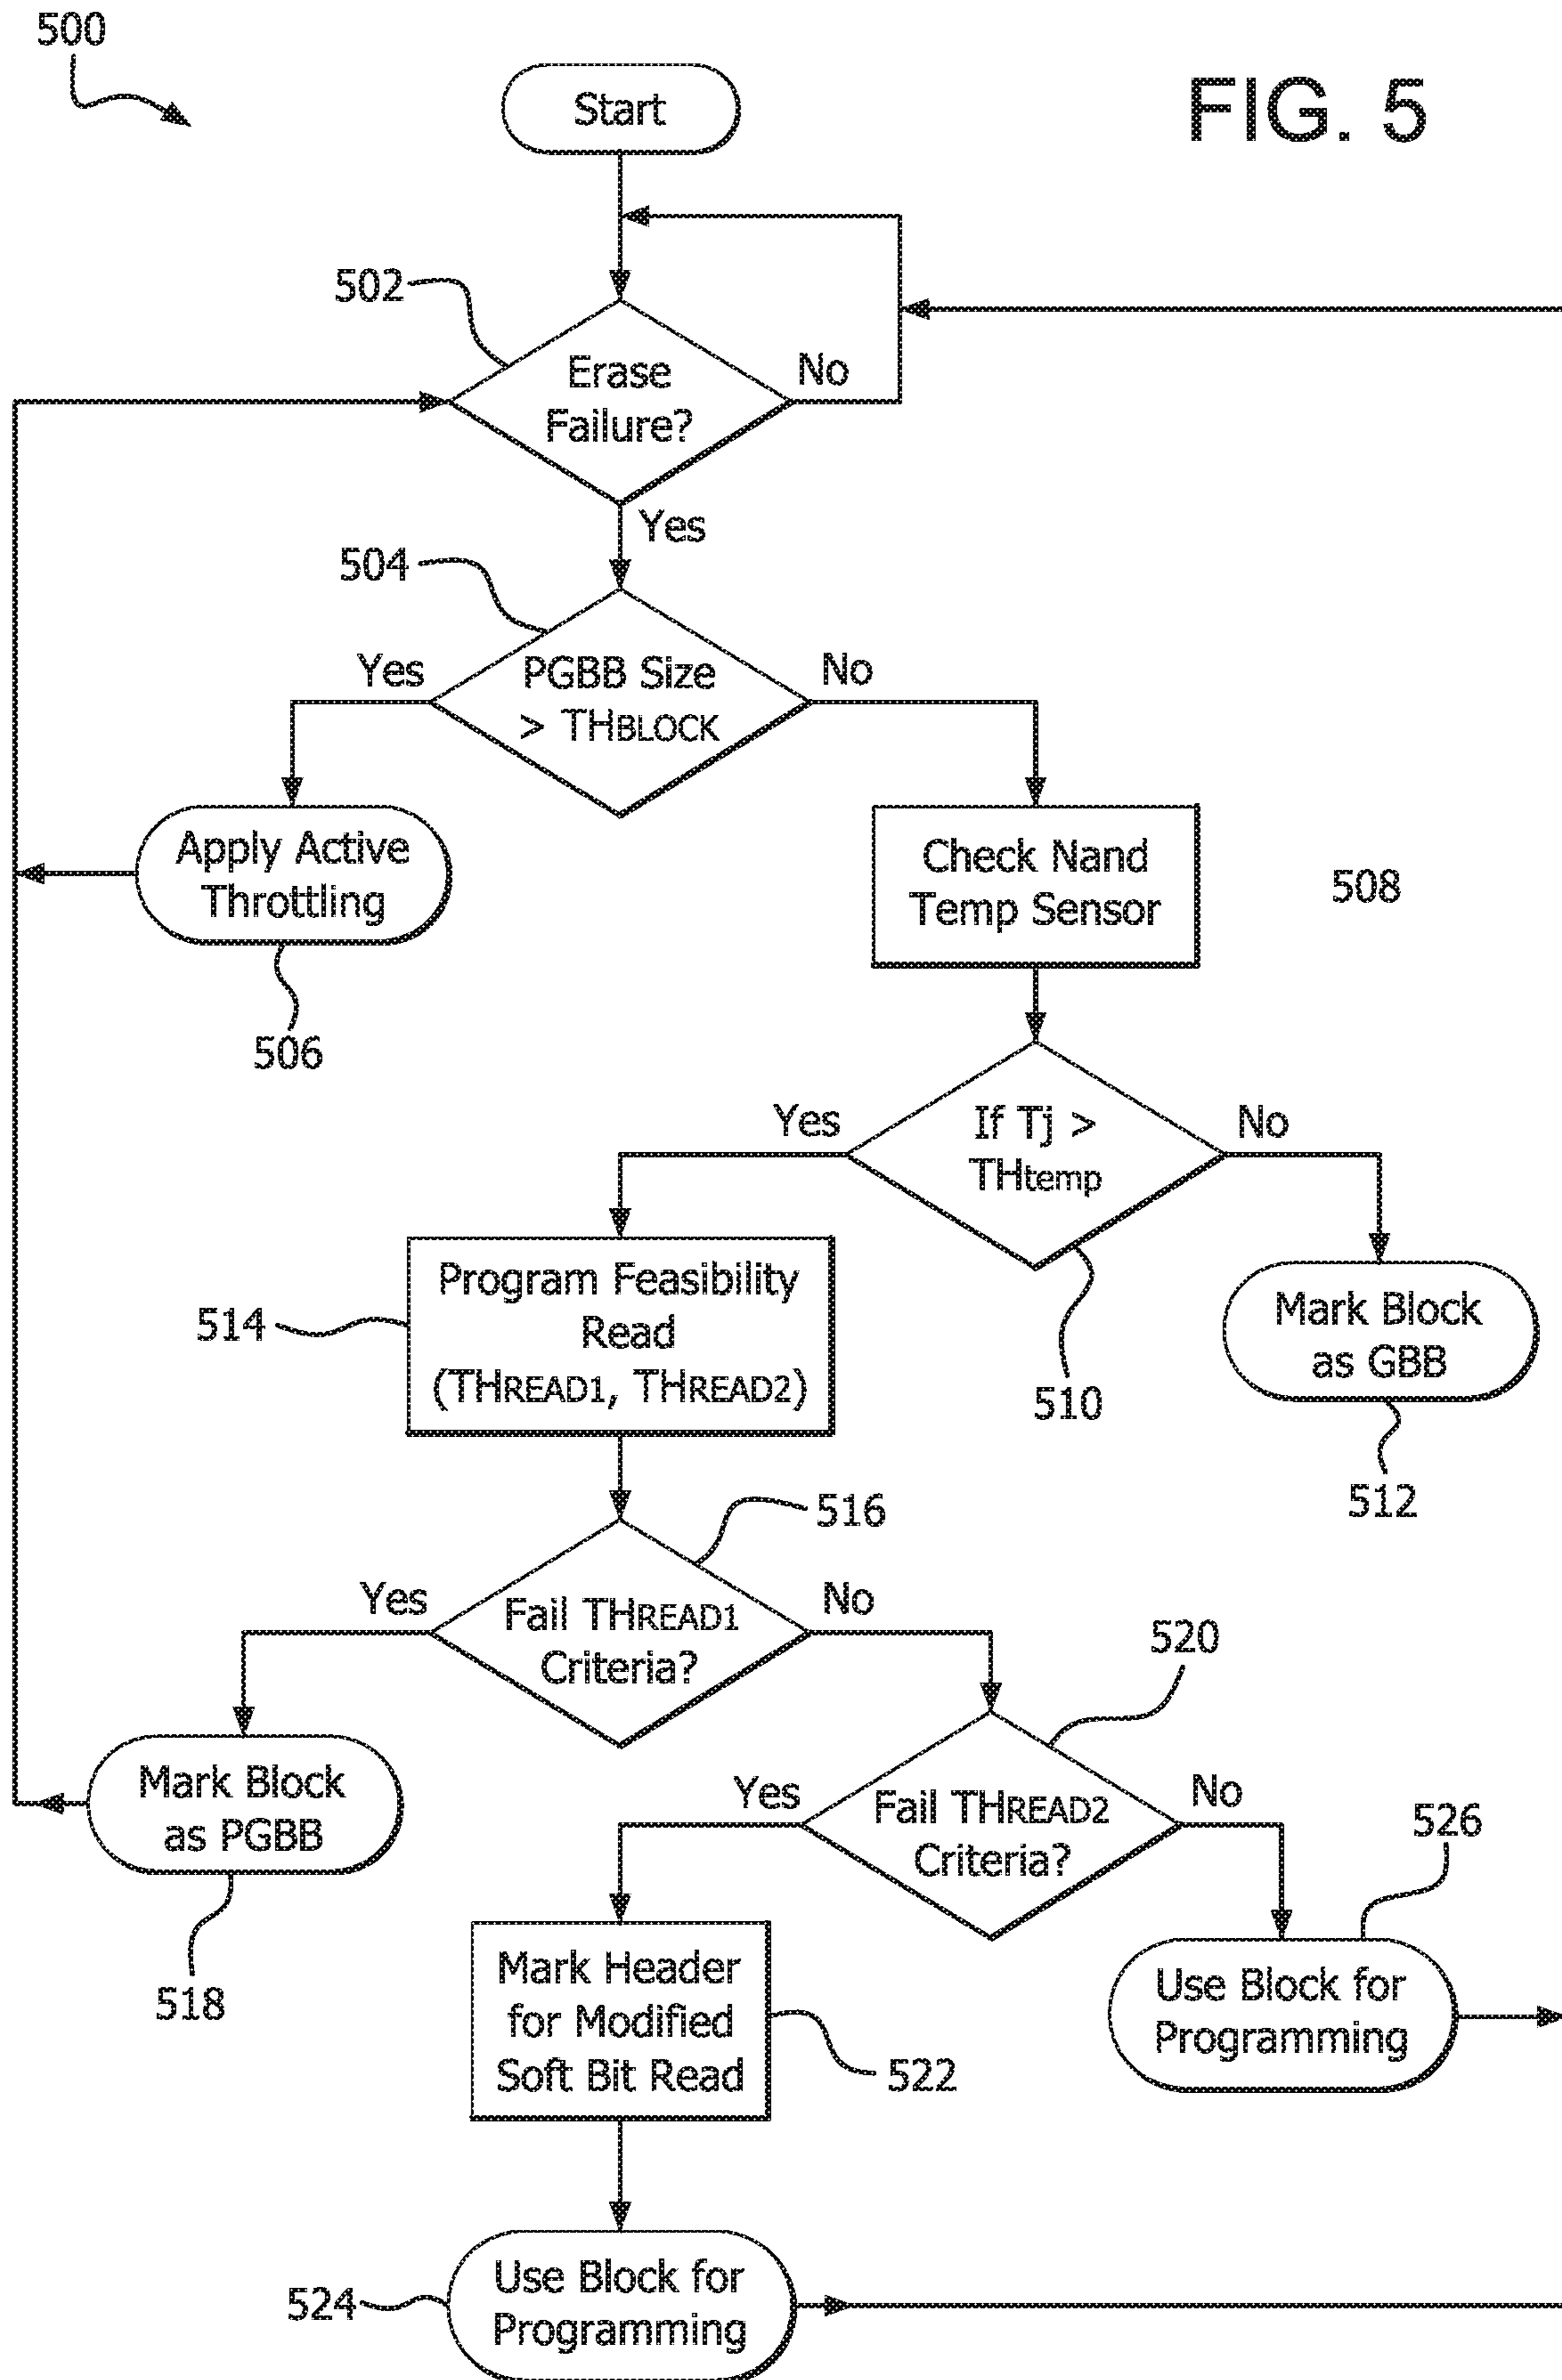 500
FIG. 5
Start
502
Erase
Failure?
No
Yes
504
Yes
PGBB Size
> THBLOCK
No
Apply Active
Throttling
506
Check Nand
Temp Sensor
508
Yes
If Tj >
THtemp
No
510
Program Feasibility
Read
(THREAD1, THREAD2)
514
Mark Block
as GBB
512
516
Yes
Fail THREAD1
Criteria?
No
520
Mark Block
as PGBB
518
Yes
Fail THREAD2
Criteria?
No
526
Mark Header
for Modified
Soft Bit Read
522
Use Block for
Programming
524
Use Block for
Programming